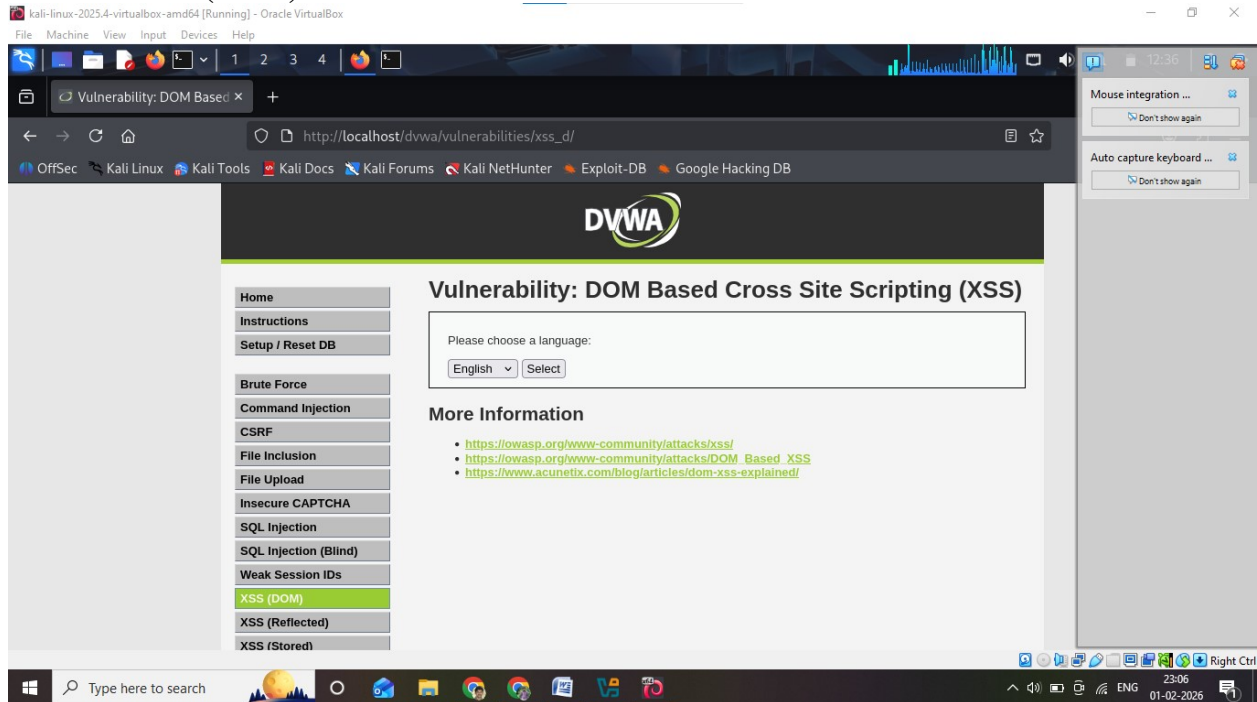 kali-linux-2025.4-virtualbox-amd64 [Running] - Oracle VirtualBox
File Machine View Input Devices Help
1 2 3 4
12:36
Vulnerability: DOM Based
Mouse integration ...
Don't show again
http://localhost/dvwa/vulnerabilities/xss_d/
Auto capture keyboard ...
Don't show again
OffSec Kali Linux Kali Tools Kali Docs Kali Forums Kali NetHunter Exploit-DB Google Hacking DB
DVWA
Vulnerability: DOM Based Cross Site Scripting (XSS)
Home
Instructions
Setup / Reset DB
Brute Force
Command Injection
CSRF
File Inclusion
File Upload
Insecure CAPTCHA
SQL Injection
SQL Injection (Blind)
Weak Session IDs
XSS (DOM)
XSS (Reflected)
XSS (Stored)
Please choose a language:
English Select
More Information
• https://owasp.org/www-community/attacks/xss/
• https://owasp.org/www-community/attacks/DOM_Based_XSS
• https://www.acunetix.com/blog/articles/dom-xss-explained/
Right Ctrl
Type here to search
ENG
23:06
01-02-2026